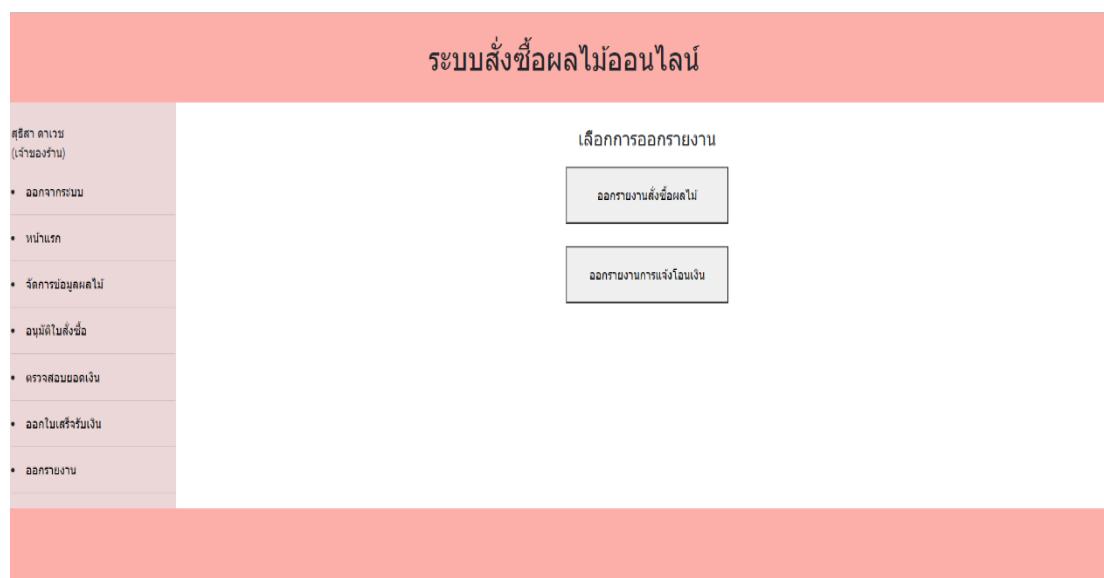 ระบบสั่งซื้อผลไม้ออนไลน์
สุธิสา ดาเวช
(เจ้าของร้าน)
• ออกจากระบบ
• หน้าแรก
• จัดการข้อมูลผลไม้
• อนุมัติใบสั่งซื้อ
• ตรวจสอบยอดเงิน
• ออกใบเสร็จรับเงิน
• ออกรายงาน
เลือกการออกรายงาน
ออกรายงานสั่งซื้อผลไม้
ออกรายงานการแจ้งโอนเงิน